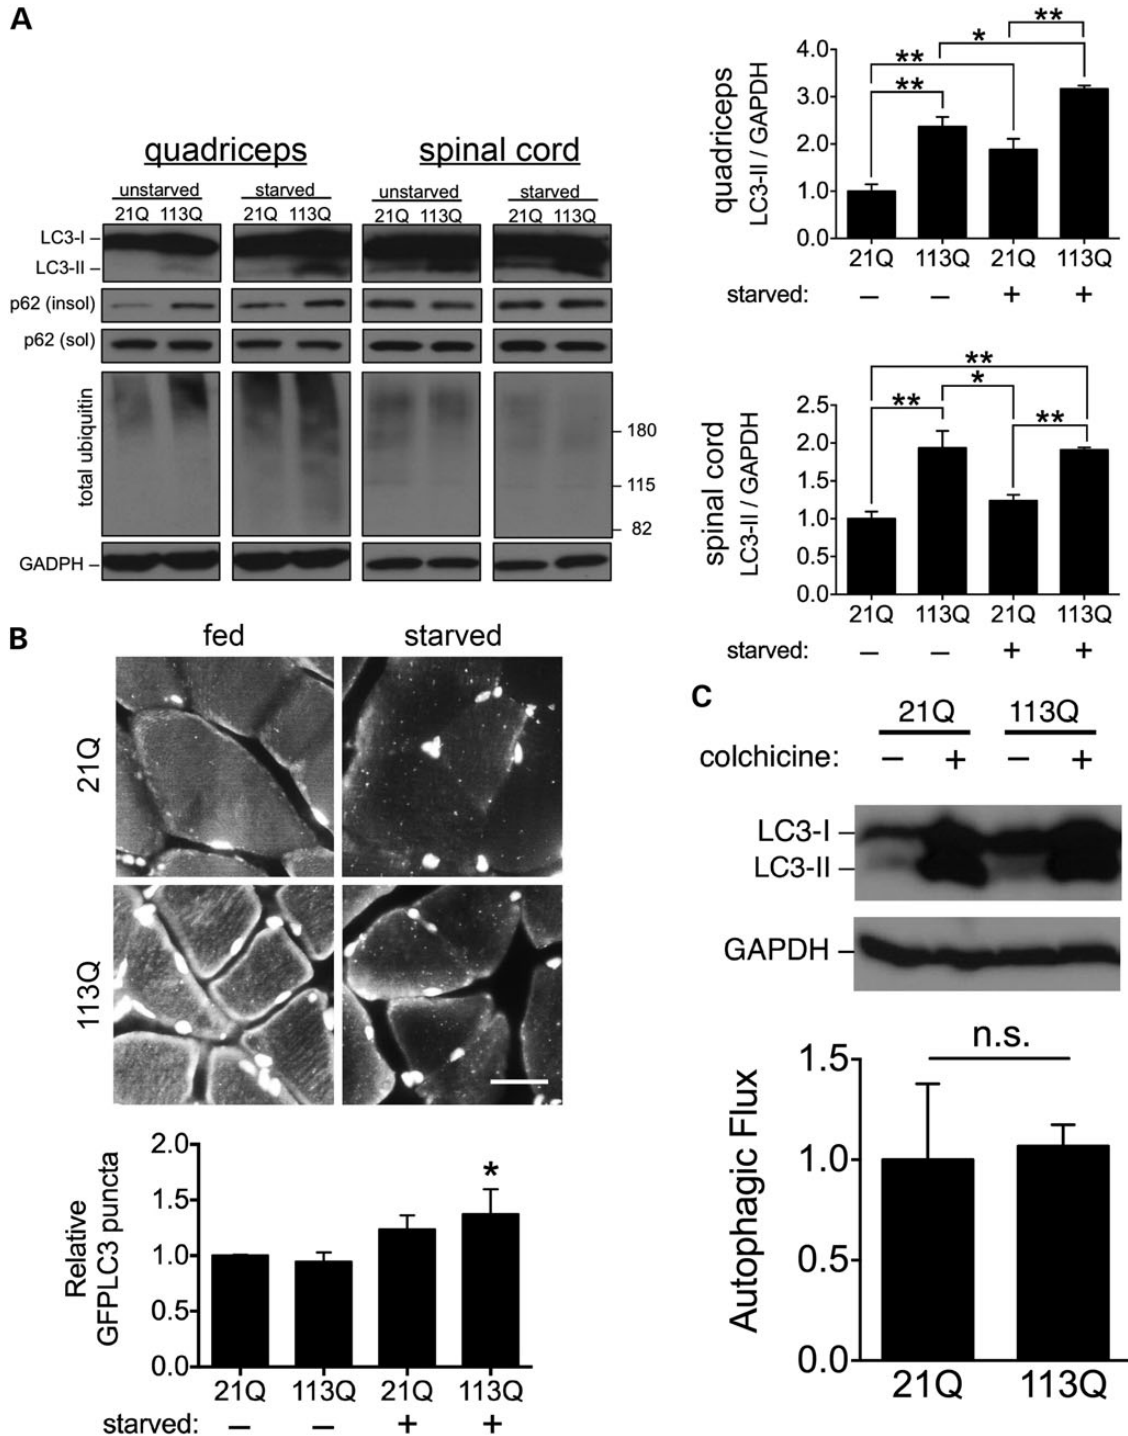 A
quadriceps
spinal cord
unstarved
starved
unstarved
starved
21Q 113Q
21Q 113Q
21Q 113Q
21Q 113Q
LC3-I –
LC3-II –
p62 (insol)
p62 (sol)
total ubiquitin
180
115
82
GADPH –
quadriceps
LC3-II / GAPDH
4.0
3.0
2.0
1.0
0.0
**
*
**
**
21Q 113Q 21Q 113Q
starved: – – + +
spinal cord
LC3-II / GAPDH
2.5
2.0
1.5
1.0
0.5
0.0
**
*
**
**
21Q 113Q 21Q 113Q
starved: – – + +
B
fed
starved
21Q
113Q
Relative
GFPLC3 puncta
2.0
1.5
1.0
0.5
0.0
*
21Q 113Q 21Q 113Q
starved: – – + +
C
21Q 113Q
colchicine: – + – +
LC3-I –
LC3-II –
GAPDH –
n.s.
Autophagic Flux
1.5
1.0
0.5
0.0
21Q 113Q